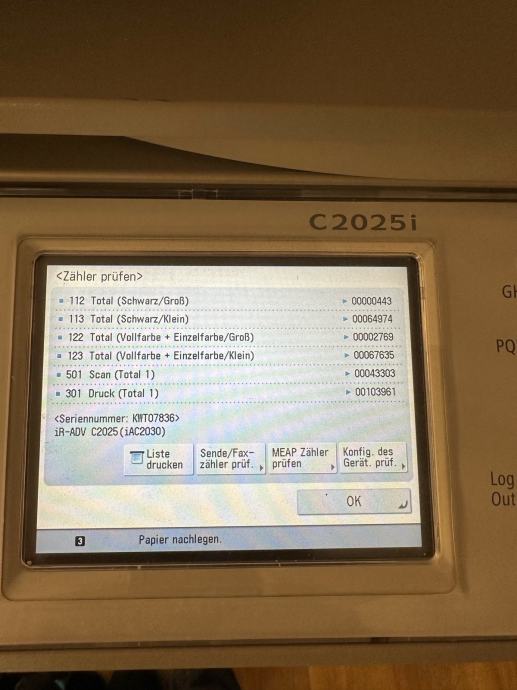 C2025i
<Zähler prüfen>
112 Total (Schwarz/Groß) 00000443
113 Total (Schwarz/Klein) 00064974
122 Total (Vollfarbe + Einzelfarbe/Groß) 00002769
123 Total (Vollfarbe + Einzelfarbe/Klein) 00067635
501 Scan (Total 1) 00043303
301 Druck (Total 1) 00103961
<Seriennummer: KWT07836>
iR-ADV C2025(iAC2030)
Liste drucken
Sende/Fax-zähler prüf.
MEAP Zähler prüfen
Konfig. des Gerät. prüf.
OK
3 Papier nachlegen.
GH
PQ
Log
Out